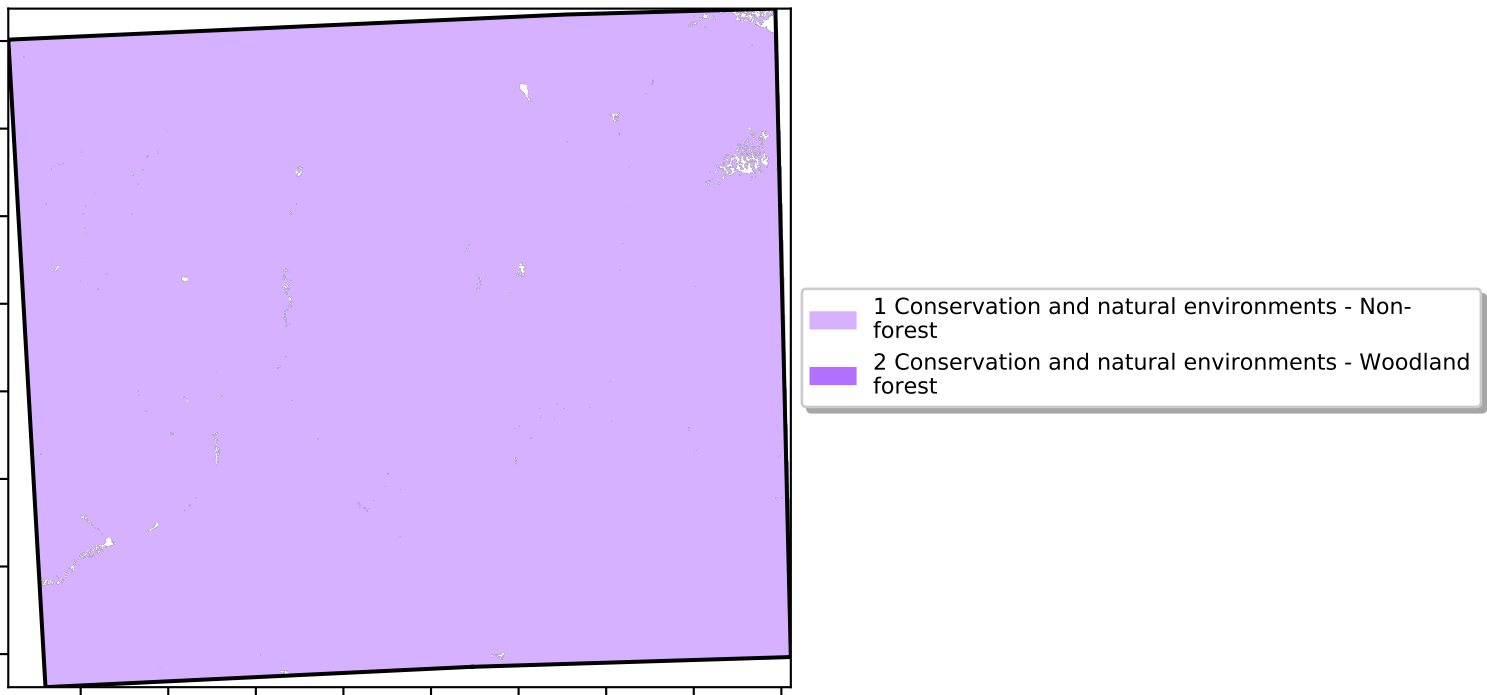 1 Conservation and natural environments - Non-
forest
2 Conservation and natural environments - Woodland
forest